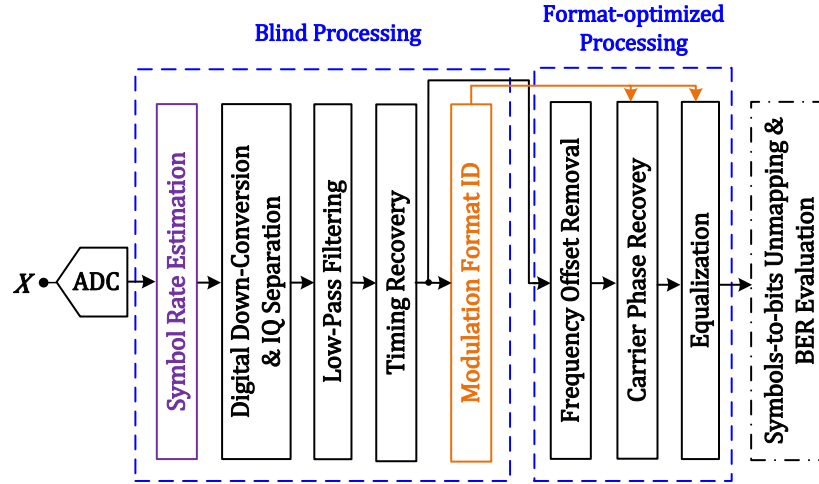 Blind Processing
Format-optimized
Processing
X
ADC
Symbol Rate Estimation
Digital Down-Conversion
& IQ Separation
Low-Pass Filtering
Timing Recovery
Modulation Format ID
Frequency Offset Removal
Carrier Phase Recovey
Equalization
Symbols-to-bits Unmapping &
BER Evaluation